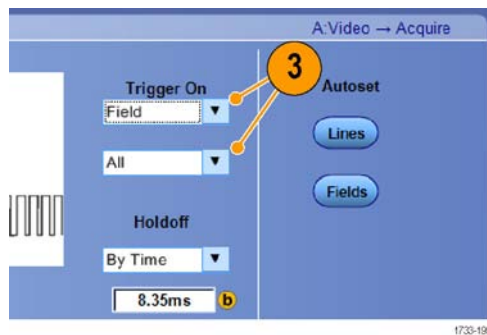 A:Video → Acquire
3
Trigger On
Autoset
Field
Lines
All
Fields
Holdoff
By Time
8.35ms b
1733-19